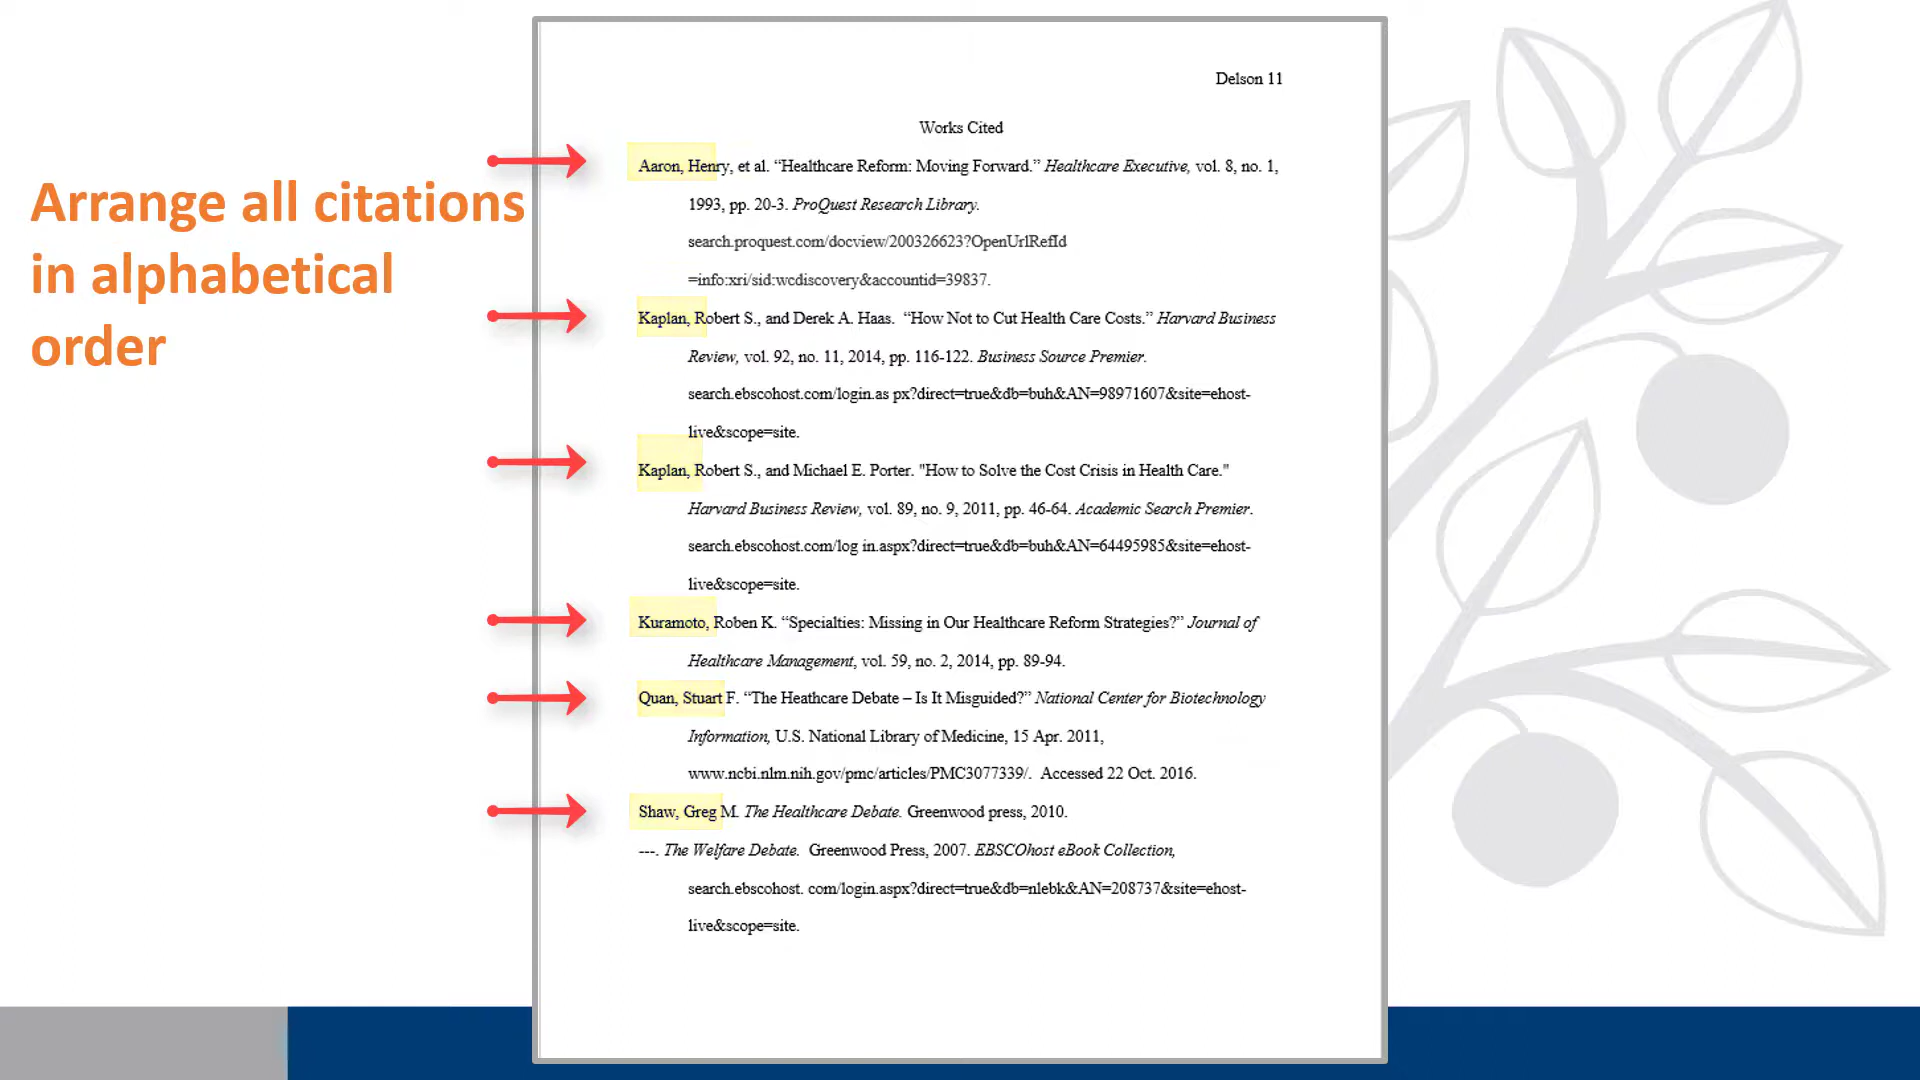 Arrange all citations
in alphabetical
order
Delson 11
Works Cited
Aaron, Henry, et al. “Healthcare Reform: Moving Forward.” Healthcare Executive, vol. 8, no. 1,
1993, pp. 20-3. ProQuest Research Library.
search.proquest.com/docview/200326623?OpenUrlRefId
=info:xri/sid:wcdiscovery&accountid=39837.
Kaplan, Robert S., and Derek A. Haas.  “How Not to Cut Health Care Costs.” Harvard Business
Review, vol. 92, no. 11, 2014, pp. 116-122. Business Source Premier.
search.ebscohost.com/login.as px?direct=true&db=buh&AN=98971607&site=ehost-
live&scope=site.
Kaplan, Robert S., and Michael E. Porter. "How to Solve the Cost Crisis in Health Care."
Harvard Business Review, vol. 89, no. 9, 2011, pp. 46-64. Academic Search Premier.
search.ebscohost.com/log in.aspx?direct=true&db=buh&AN=64495985&site=ehost-
live&scope=site.
Kuramoto, Roben K. “Specialties: Missing in Our Healthcare Reform Strategies?” Journal of
Healthcare Management, vol. 59, no. 2, 2014, pp. 89-94.
Quan, Stuart F. “The Heathcare Debate – Is It Misguided?” National Center for Biotechnology
Information, U.S. National Library of Medicine, 15 Apr. 2011,
www.ncbi.nlm.nih.gov/pmc/articles/PMC3077339/.  Accessed 22 Oct. 2016.
Shaw, Greg M. The Healthcare Debate. Greenwood press, 2010.
---. The Welfare Debate.  Greenwood Press, 2007. EBSCOhost eBook Collection,
search.ebscohost. com/login.aspx?direct=true&db=nlebk&AN=208737&site=ehost-
live&scope=site.